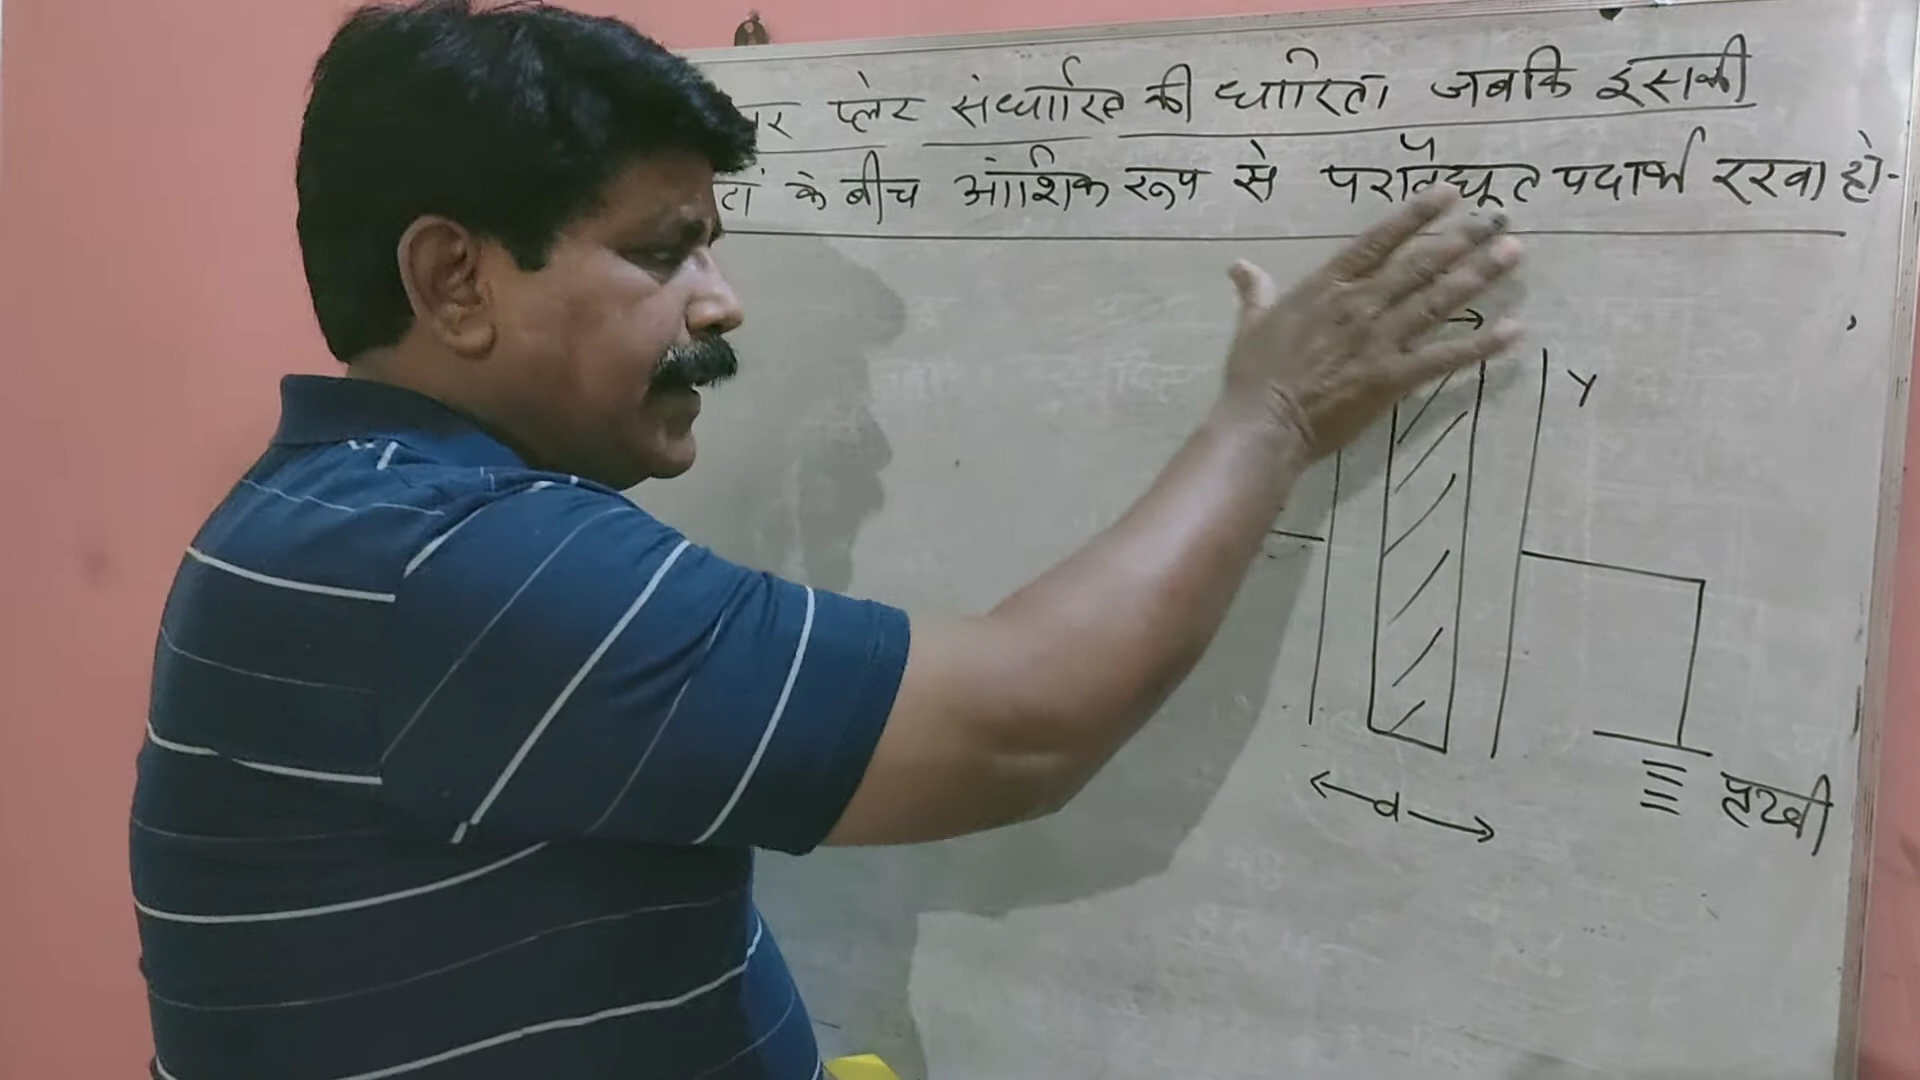 प्लेट संधारित्र की धारिता जबकि इसकी
के बीच आंशिक रूप से परावैद्युत पदार्थ रखा हो-
Y
d
पृथ्वी